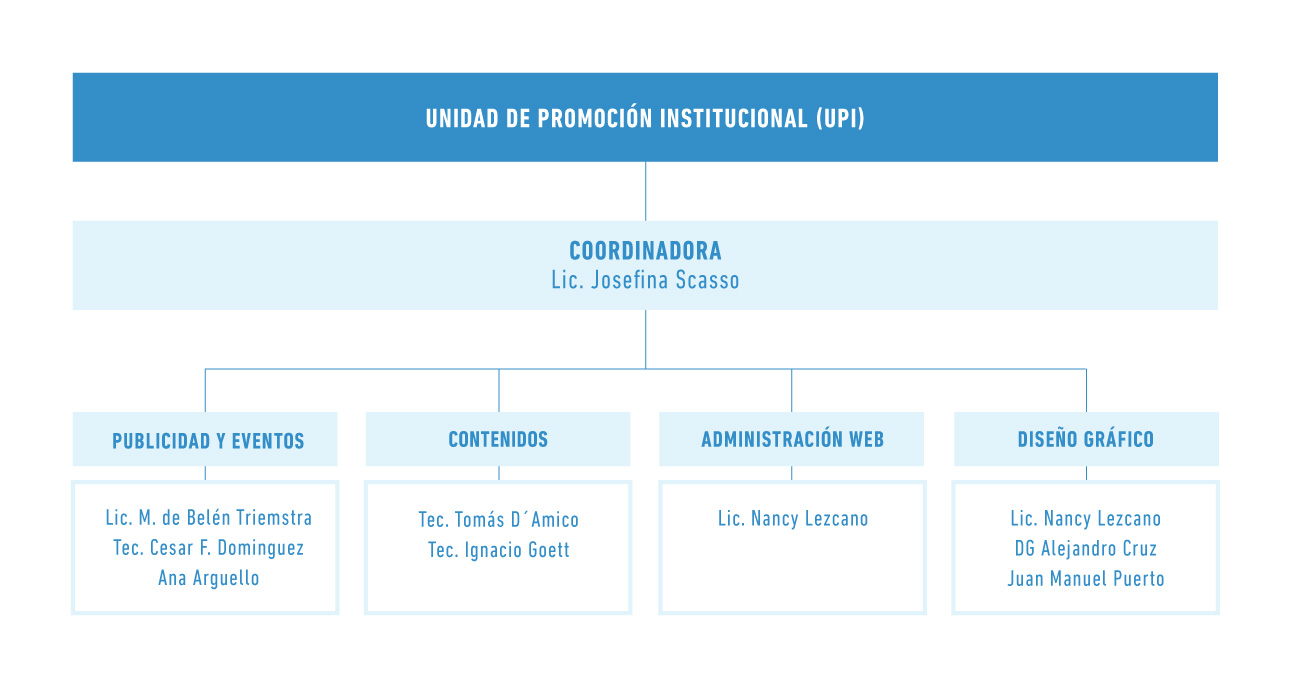 UNIDAD DE PROMOCIÓN INSTITUCIONAL (UPI)
COORDINADORA
Lic. Josefina Scasso
PUBLICIDAD Y EVENTOS
Lic. M. de Belén Triemstra
Tec. Cesar F. Dominguez
Ana Arguello
CONTENIDOS
Tec. Tomás D´Amico
Tec. Ignacio Goett
ADMINISTRACIÓN WEB
Lic. Nancy Lezcano
DISEÑO GRÁFICO
Lic. Nancy Lezcano
DG Alejandro Cruz
Juan Manuel Puerto